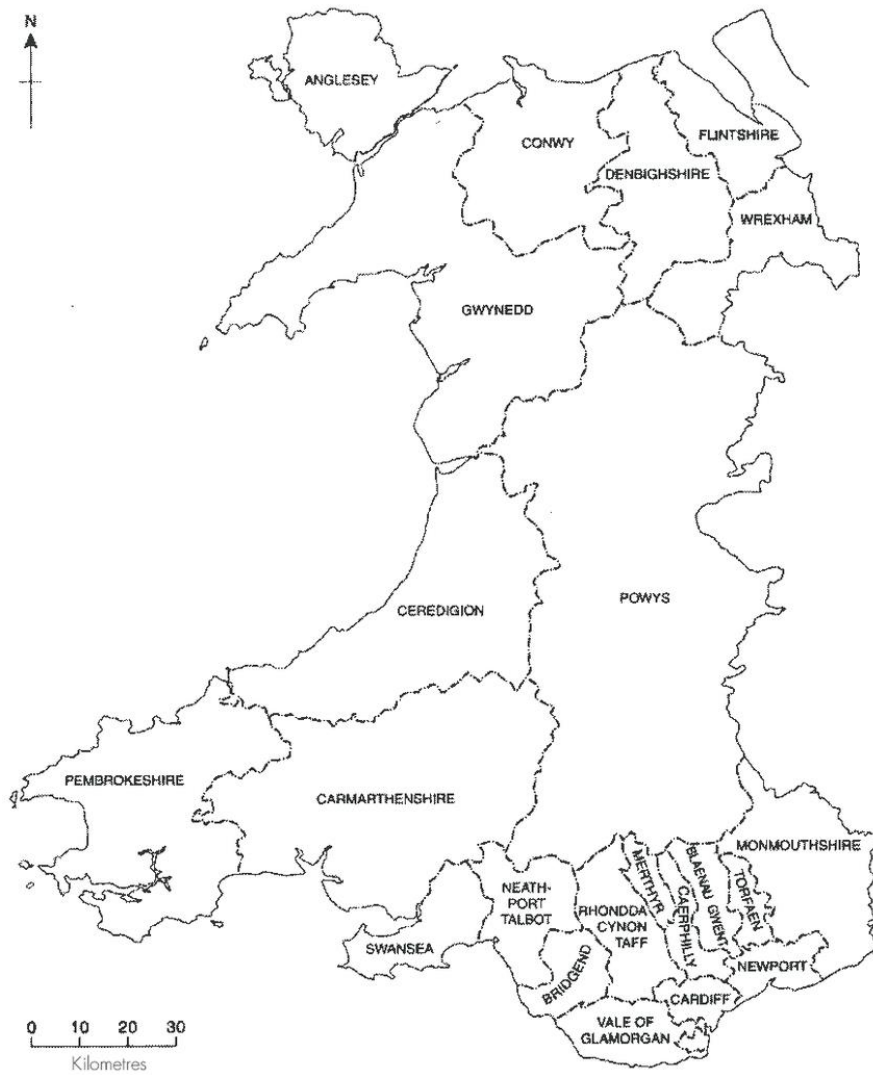 N
ANGLESEY
CONWY
FLINTSHIRE
DENBIGHSHIRE
WREXHAM
GWYNEDD
POWYS
CEREDIGION
PEMBROKESHIRE
CARMARTHENSHIRE
MONMOUTHSHIRE
NEATH-
PORT
TALBOT
SWANSEA
BRIDGEND
RHONDDA
CYNON
TAFF
MERTHYR
CAERPHILLY
BLAENAU GWENT
TORFAEN
NEWPORT
CARDIFF
VALE OF
GLAMORGAN
0 10 20 30
Kilometres